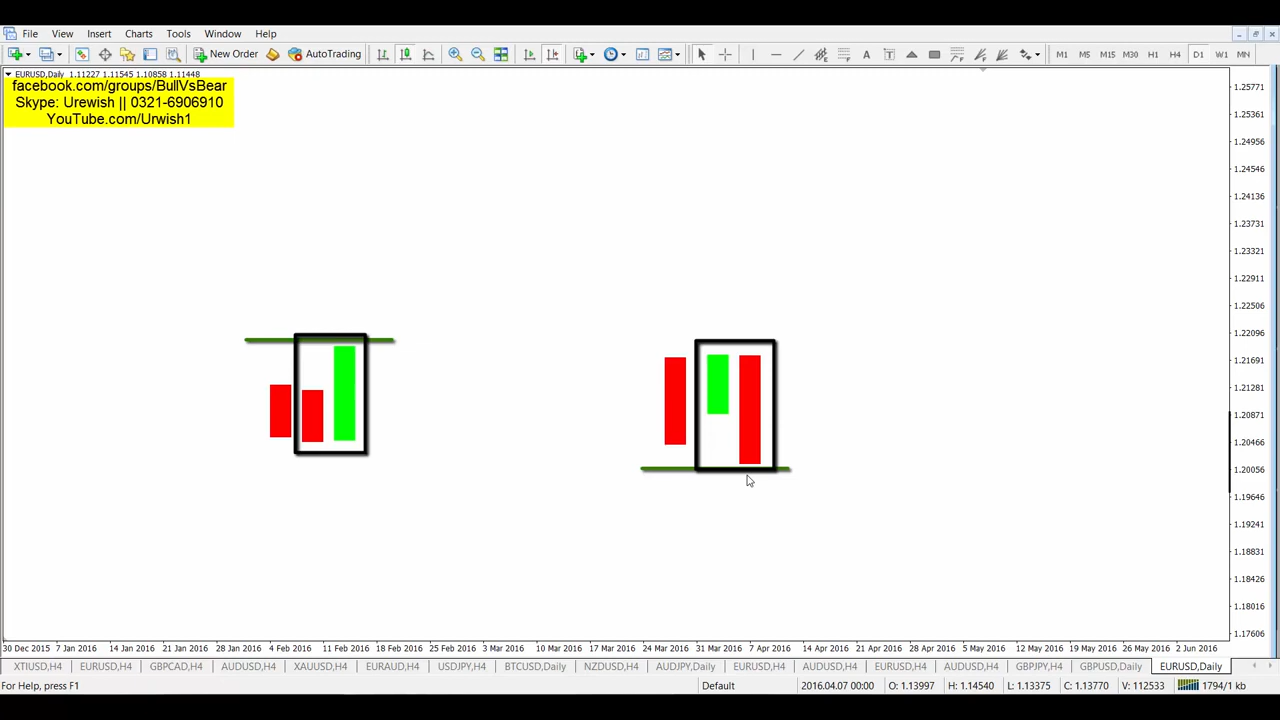 File View Insert Charts Tools Window Help
New Order AutoTrading M1 M5 M15 M30 H1 H4 D1 W1 MN
EURUSD,Daily 1.11227 1.11545 1.10858 1.11448
facebook.com/groups/BullVsBear
Skype: Urewish || 0321-6906910
YouTube.com/Urwish1
1.25771
1.25361
1.24956
1.24546
1.24136
1.23731
1.23321
1.22911
1.22506
1.22096
1.21691
1.21281
1.20871
1.20466
1.20056
1.19646
1.19241
1.18831
1.18426
1.18016
1.17606
30 Dec 2015 7 Jan 2016 14 Jan 2016 21 Jan 2016 28 Jan 2016 4 Feb 2016 11 Feb 2016 18 Feb 2016 25 Feb 2016 3 Mar 2016 10 Mar 2016 17 Mar 2016 24 Mar 2016 31 Mar 2016 7 Apr 2016 14 Apr 2016 21 Apr 2016 28 Apr 2016 5 May 2016 12 May 2016 19 May 2016 26 May 2016 2 Jun 2016
XTIUSD,H4 EURUSD,H4 GBPCAD,H4 AUDUSD,H4 XAUUSD,H4 EURAUD,H4 USDJPY,H4 BTCUSD,Daily NZDUSD,H4 AUDJPY,Daily EURUSD,H4 AUDUSD,H4 EURUSD,H4 AUDUSD,H4 GBPJPY,H4 GBPUSD,Daily EURUSD,Daily
For Help, press F1 Default 2016.04.07 00:00 O: 1.13997 H: 1.14540 L: 1.13375 C: 1.13770 V: 112533 1794/1 kb